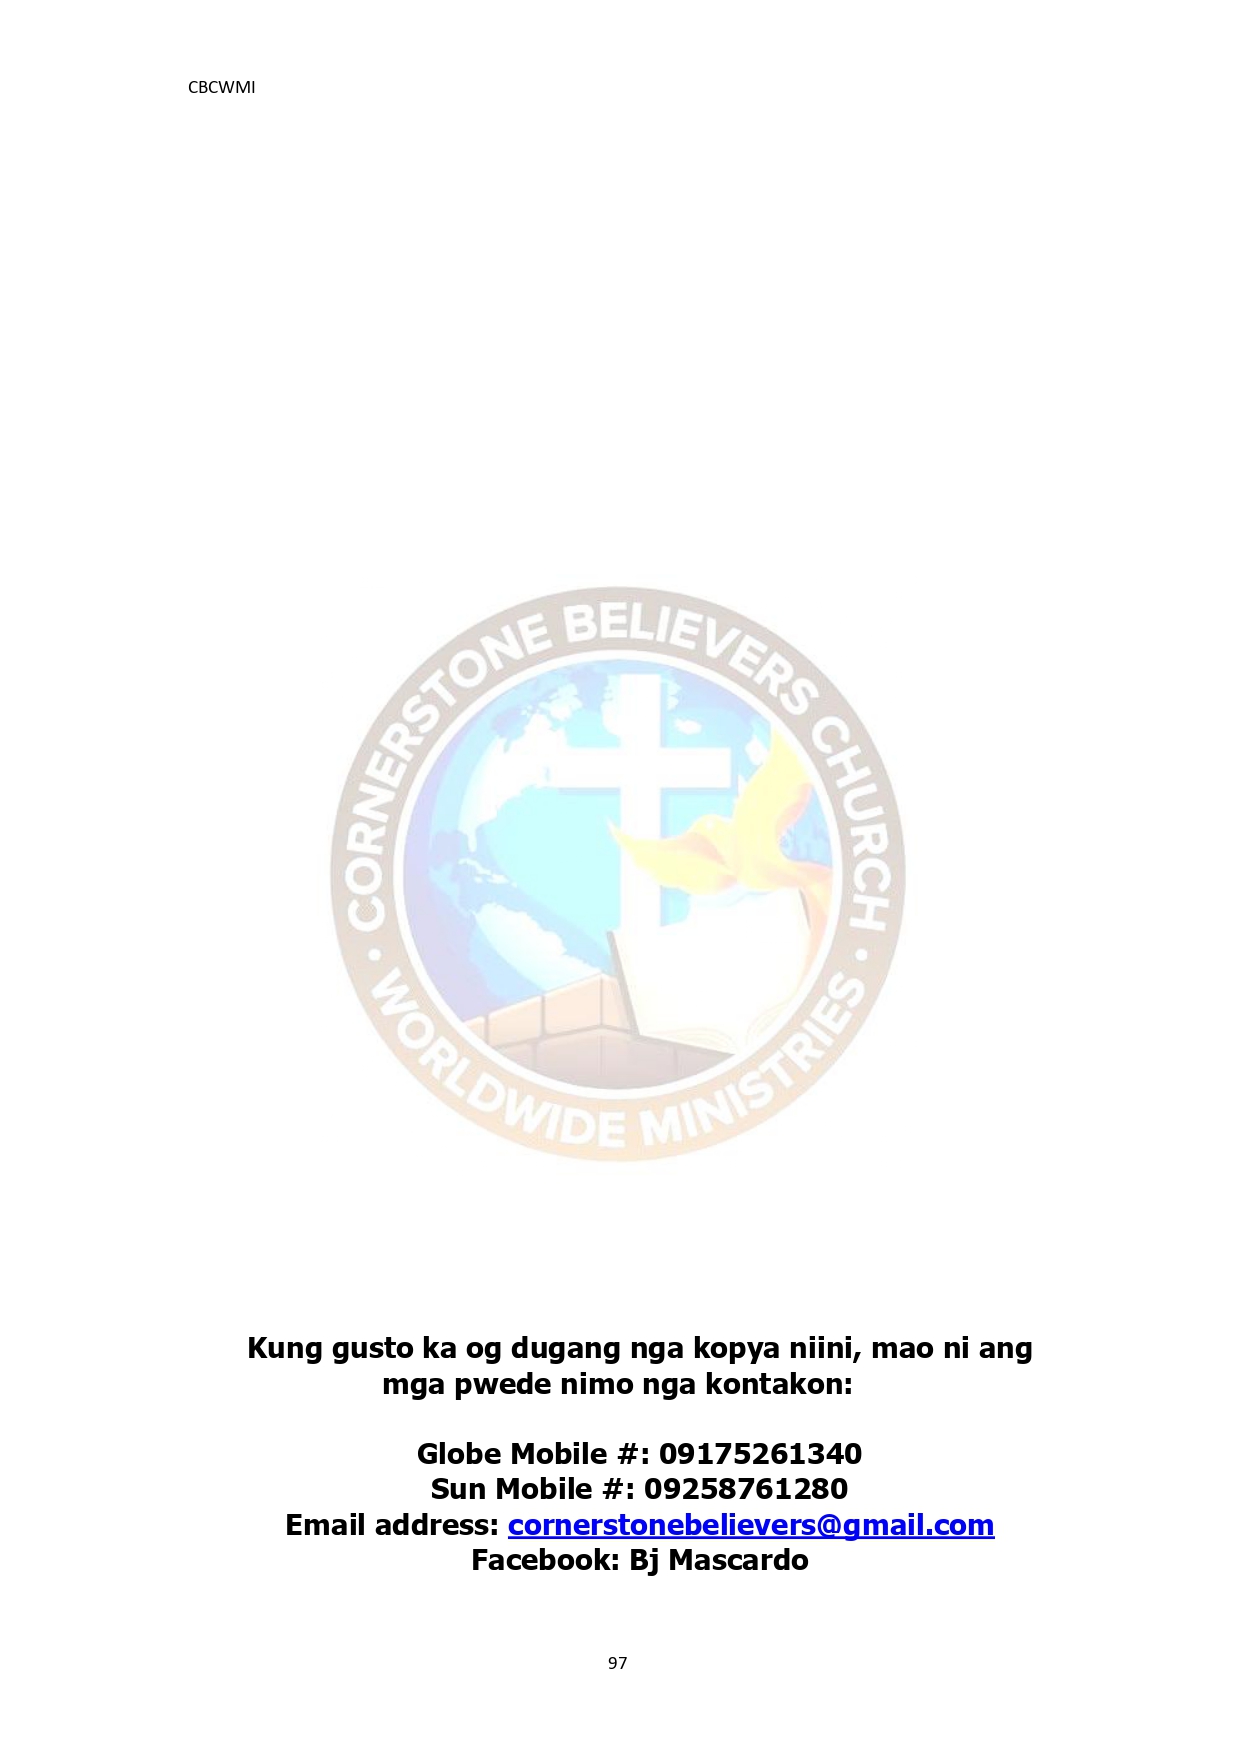 CBCWMI
CORNERSTONE BELIEVERS CHURCH
• WORLDWIDE MINISTRIES •
Kung gusto ka og dugang nga kopya niini, mao ni ang
mga pwede nimo nga kontakon:
Globe Mobile #: 09175261340
Sun Mobile #: 09258761280
Email address: cornerstonebelievers@gmail.com
Facebook: Bj Mascardo
97